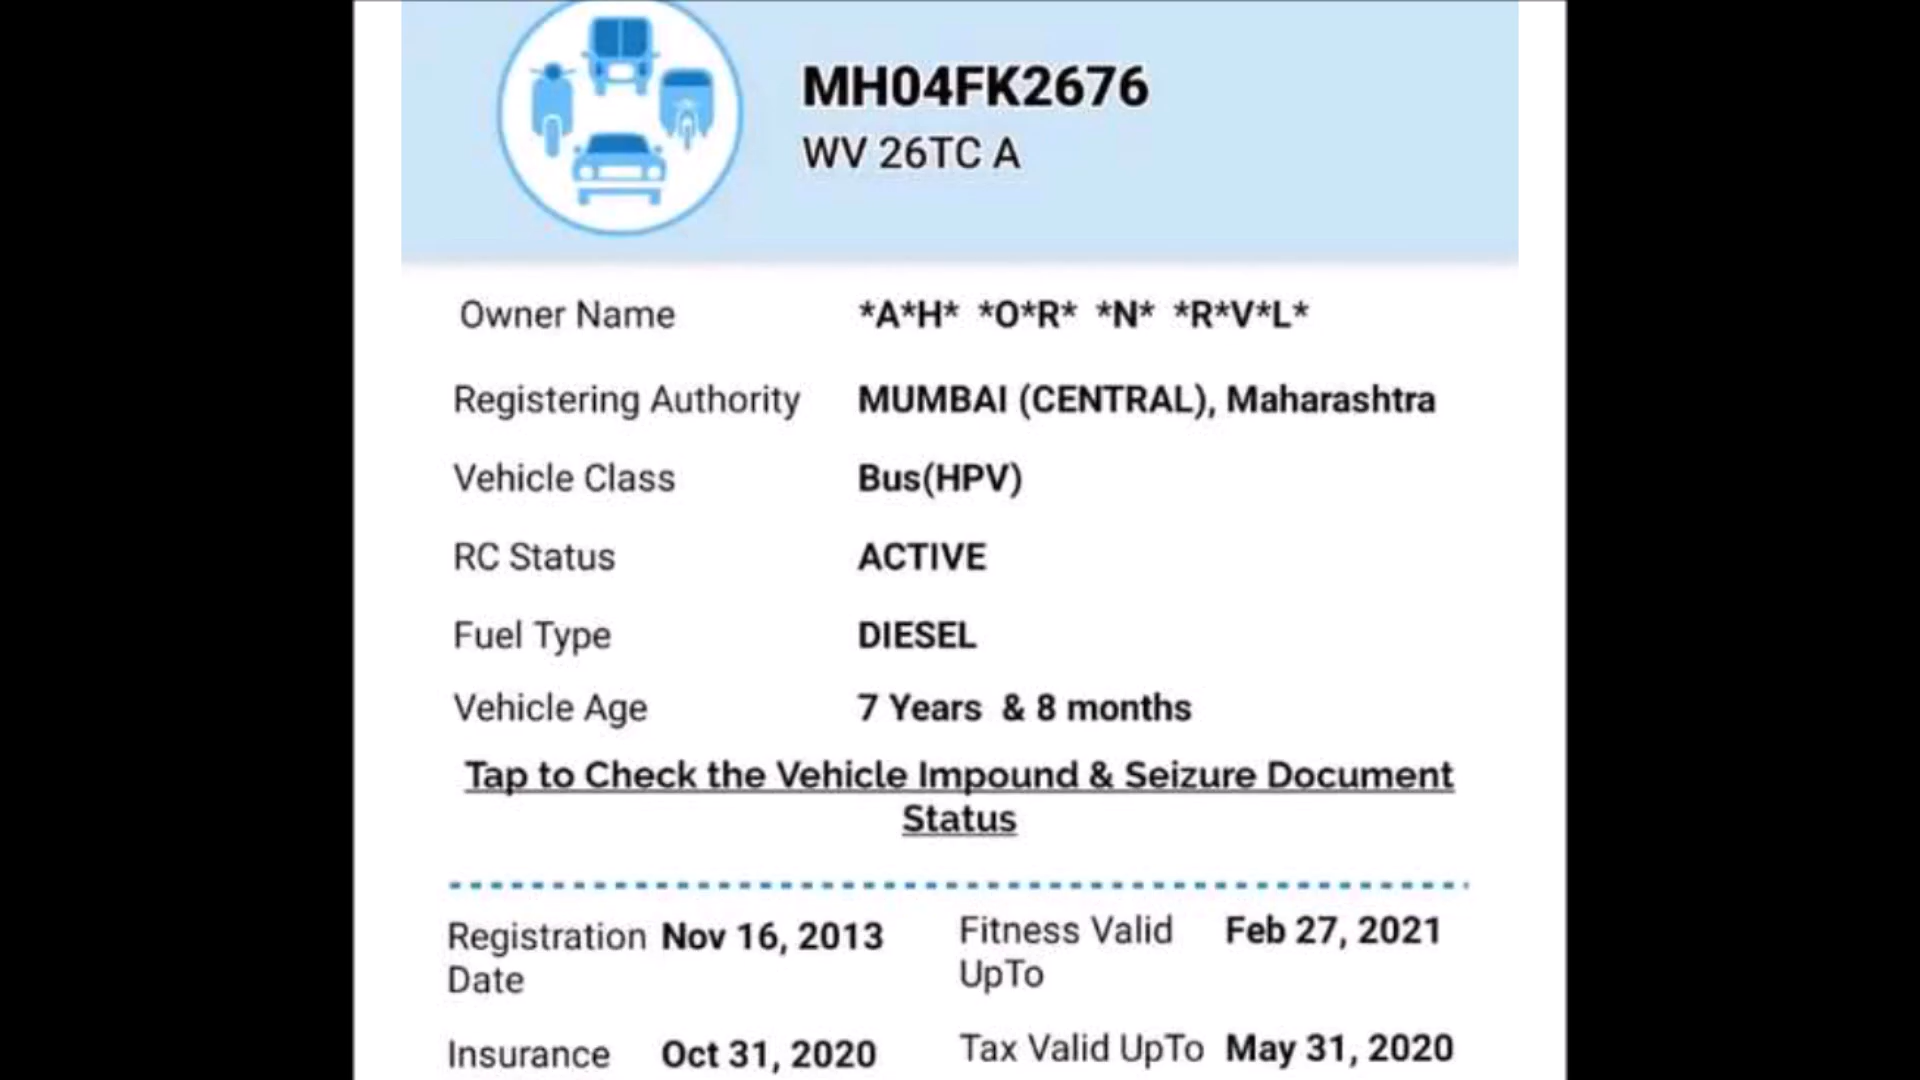 MH04FK2676
WV 26TC A
Owner Name *A*H* *O*R* *N* *R*V*L*
Registering Authority MUMBAI (CENTRAL), Maharashtra
Vehicle Class Bus(HPV)
RC Status ACTIVE
Fuel Type DIESEL
Vehicle Age 7 Years & 8 months
Tap to Check the Vehicle Impound & Seizure Document
Status
Registration Date Nov 16, 2013
Fitness Valid UpTo Feb 27, 2021
Insurance Oct 31, 2020
Tax Valid UpTo May 31, 2020